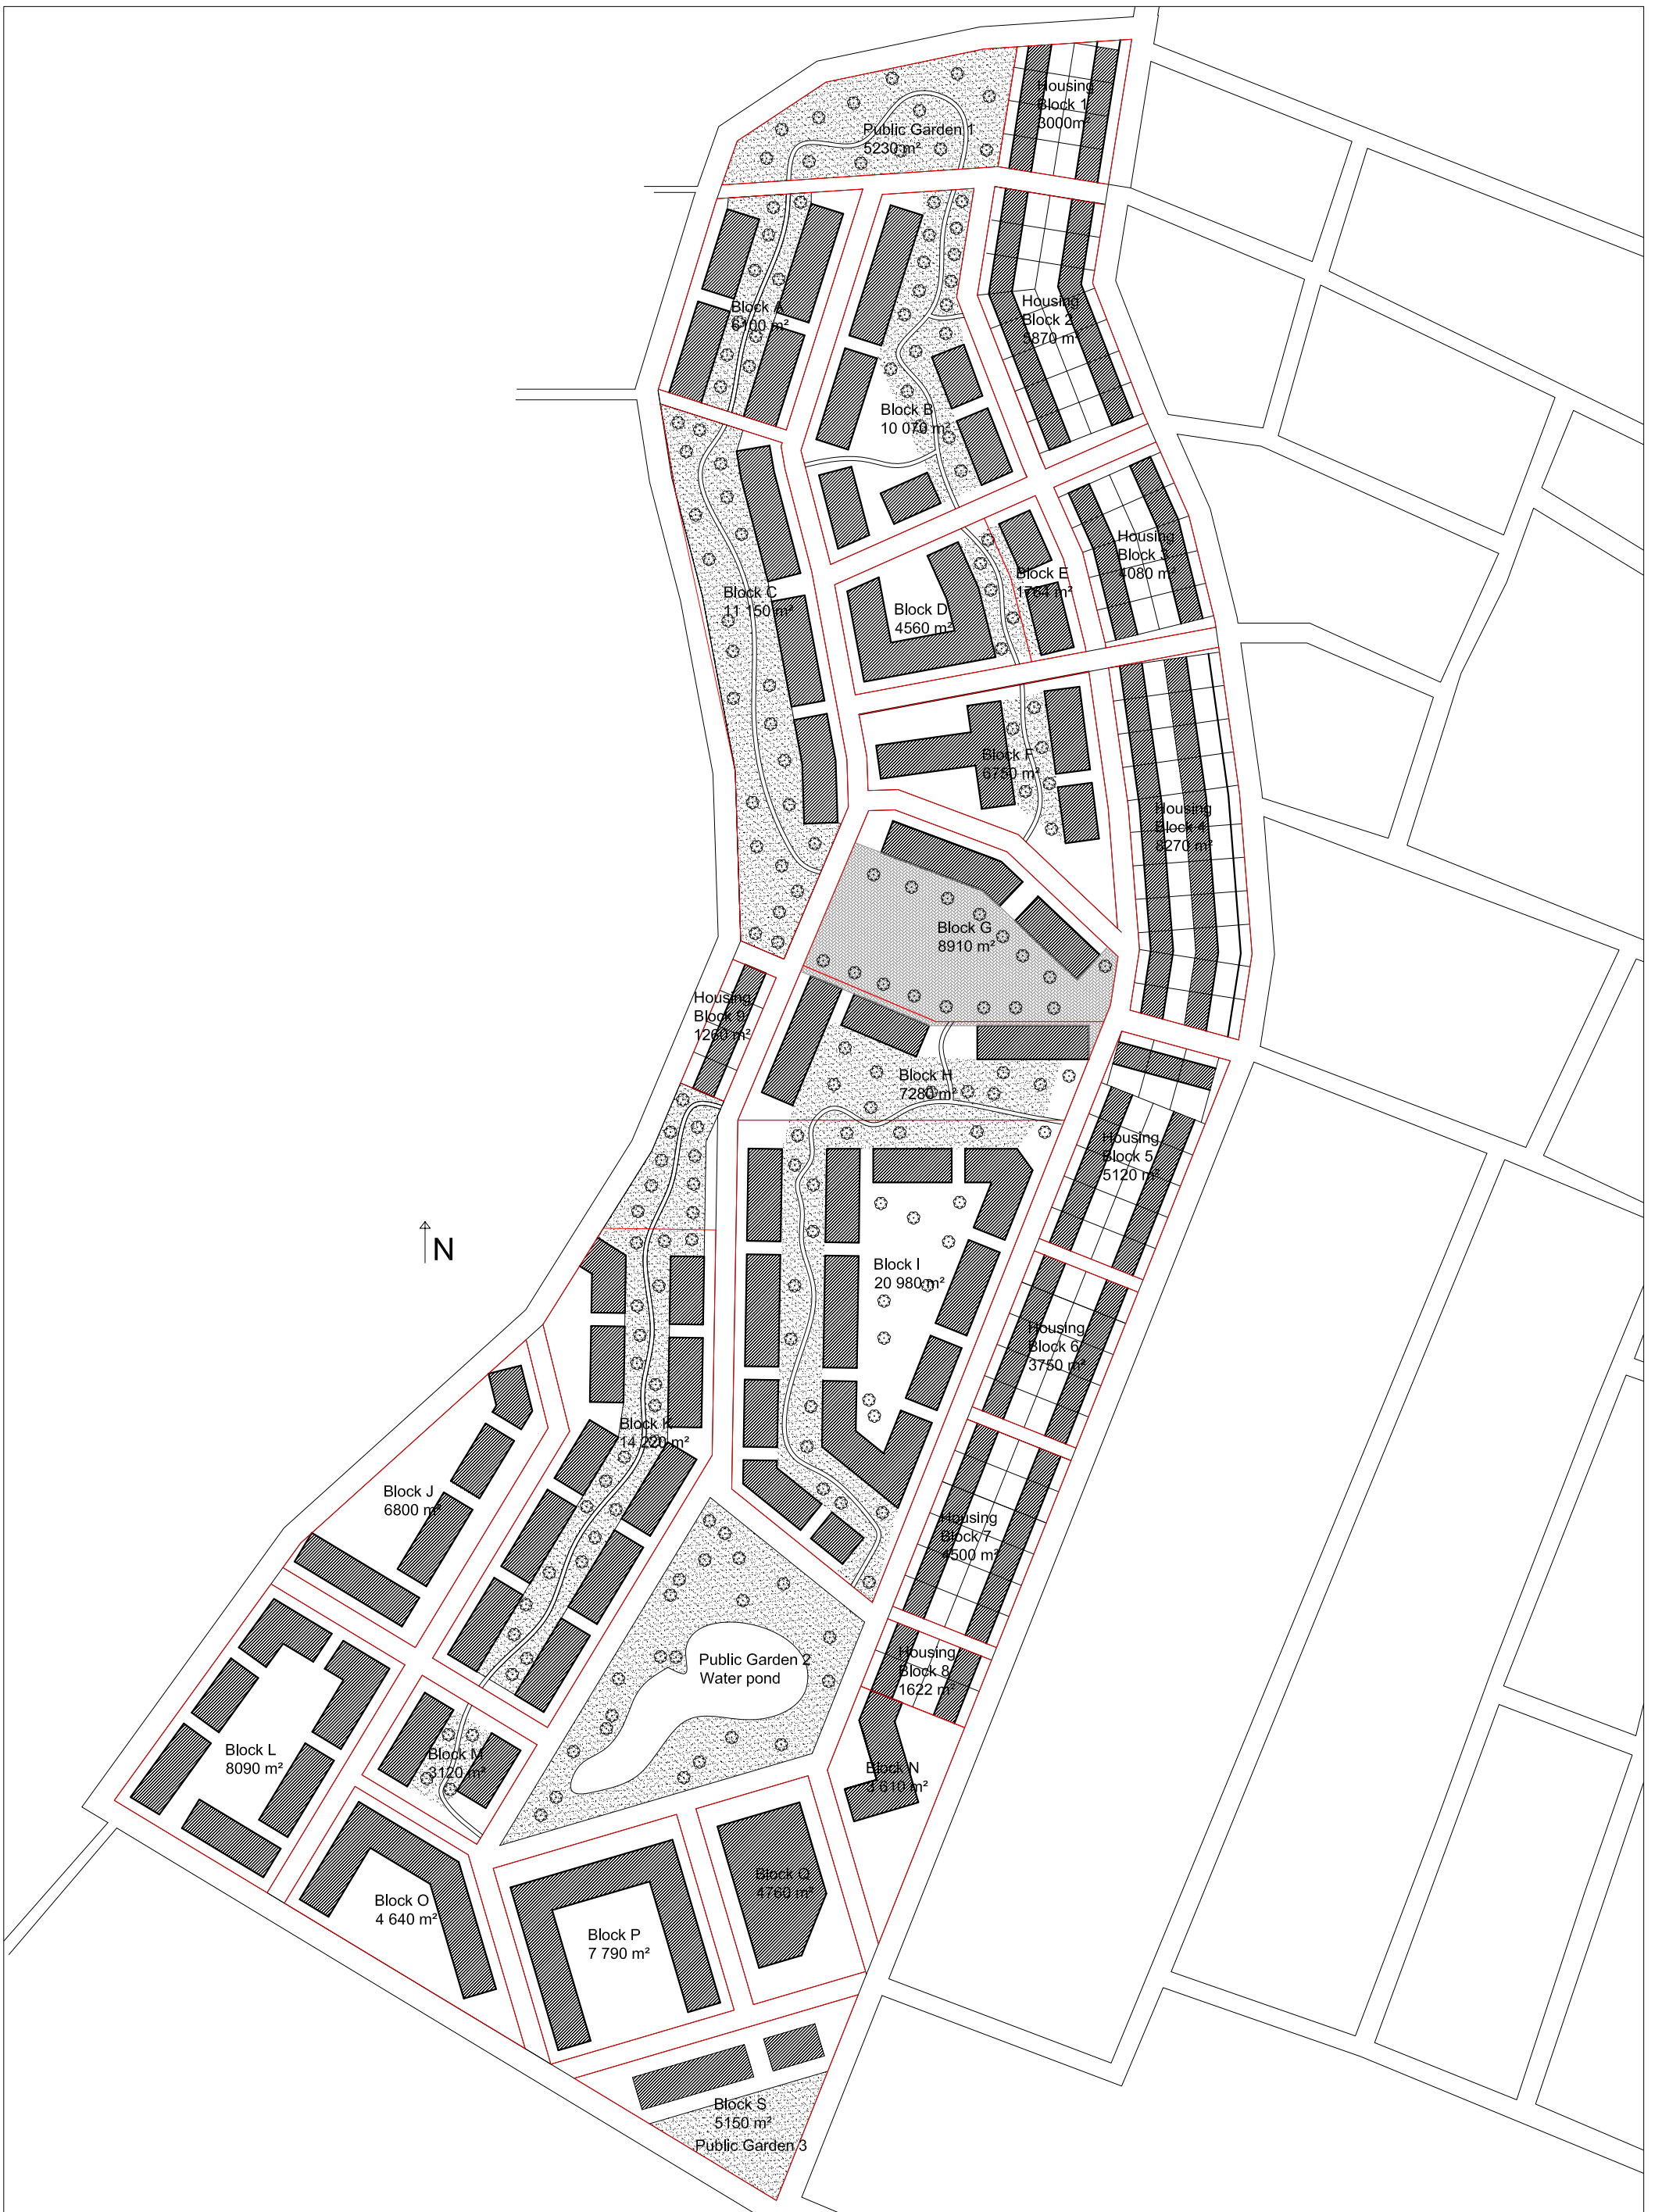 Housing
Block 1
3000m²
Public Garden 1
5230 m²
Block A
6100 m²
Housing
Block 2
5870 m²
Block B
10 070 m²
Housing
Block 3
4080 m²
Block E
1764 m²
Block C
11 150 m²
Block D
4560 m²
Block F
6750 m²
Housing
Block 4
8270 m²
Block G
8910 m²
Housing
Block 9
1260 m²
Block H
7280 m²
Housing
Block 5
5120 m²
N
Block I
20 980 m²
Housing
Block 6
3750 m²
Block K
14 220 m²
Block J
6800 m²
Housing
Block 7
4500 m²
Public Garden 2
Water pond
Housing
Block 8
1622 m²
Block L
8090 m²
Block M
3120 m²
Block N
3 610 m²
Block Q
4760 m²
Block O
4 640 m²
Block P
7 790 m²
Block S
5150 m²
Public Garden 3